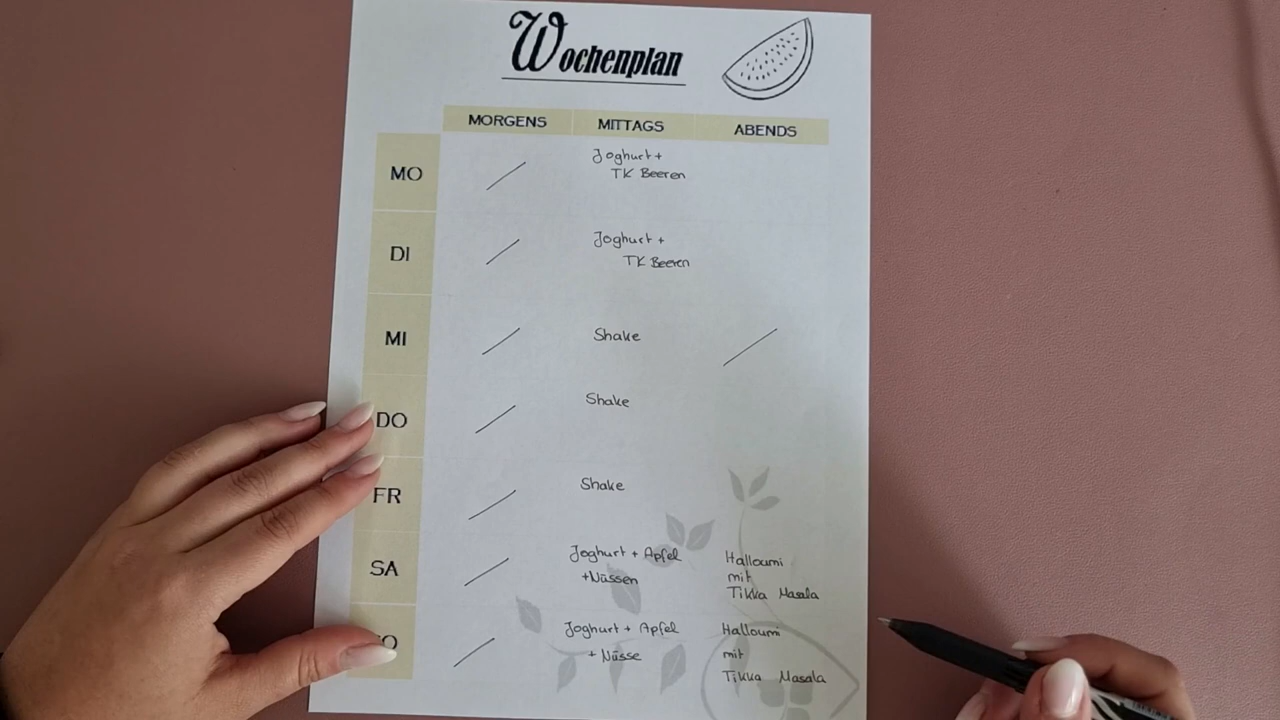 Wochenplan
MORGENS MITTAGS ABENDS
MO
Joghurt +
TK Beeren
DI
Joghurt +
TK Beeren
MI
Shake
DO
Shake
FR
Shake
SA
Joghurt + Apfel
+Nüssen
Halloumi
mit
Tikka Masala
O
Joghurt + Apfel
+ Nüsse
Halloumi
mit
Tikka Masala